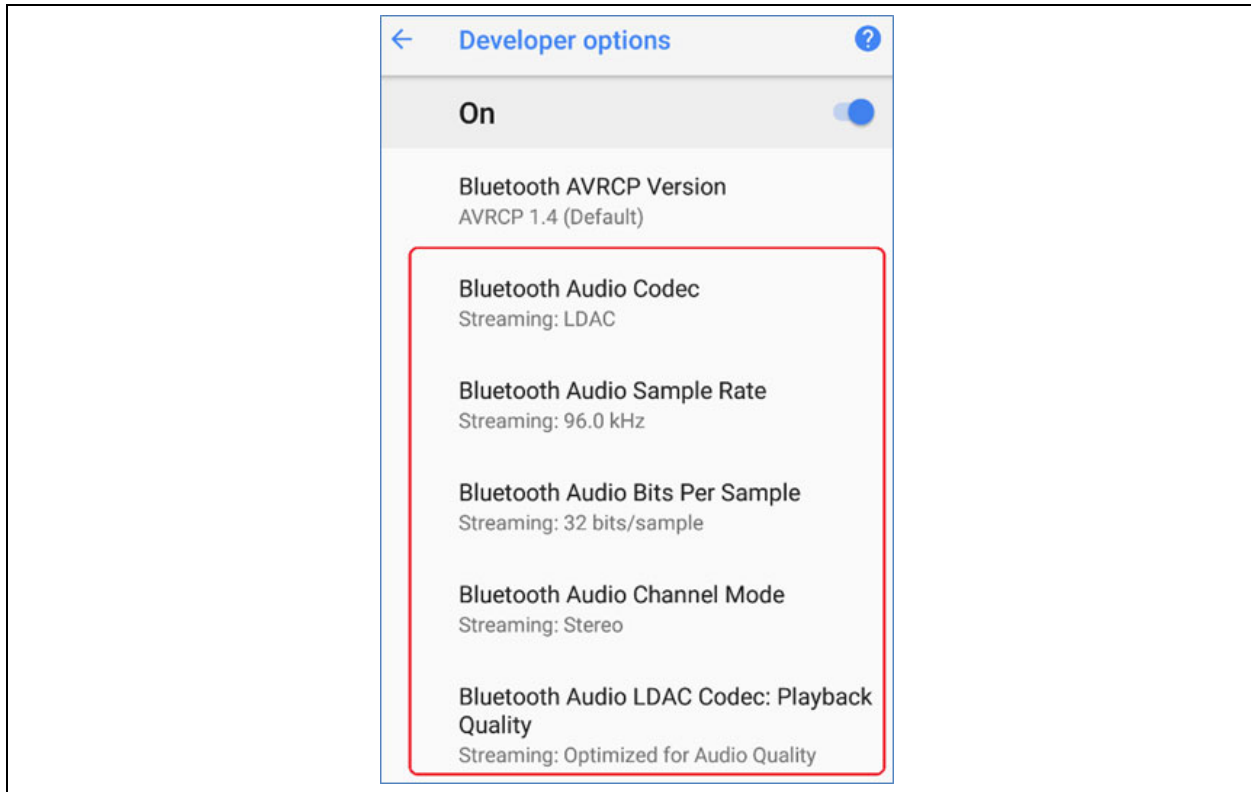 Developer options
?
On
Bluetooth AVRCP Version
AVRCP 1.4 (Default)
Bluetooth Audio Codec
Streaming: LDAC
Bluetooth Audio Sample Rate
Streaming: 96.0 kHz
Bluetooth Audio Bits Per Sample
Streaming: 32 bits/sample
Bluetooth Audio Channel Mode
Streaming: Stereo
Bluetooth Audio LDAC Codec: Playback
Quality
Streaming: Optimized for Audio Quality